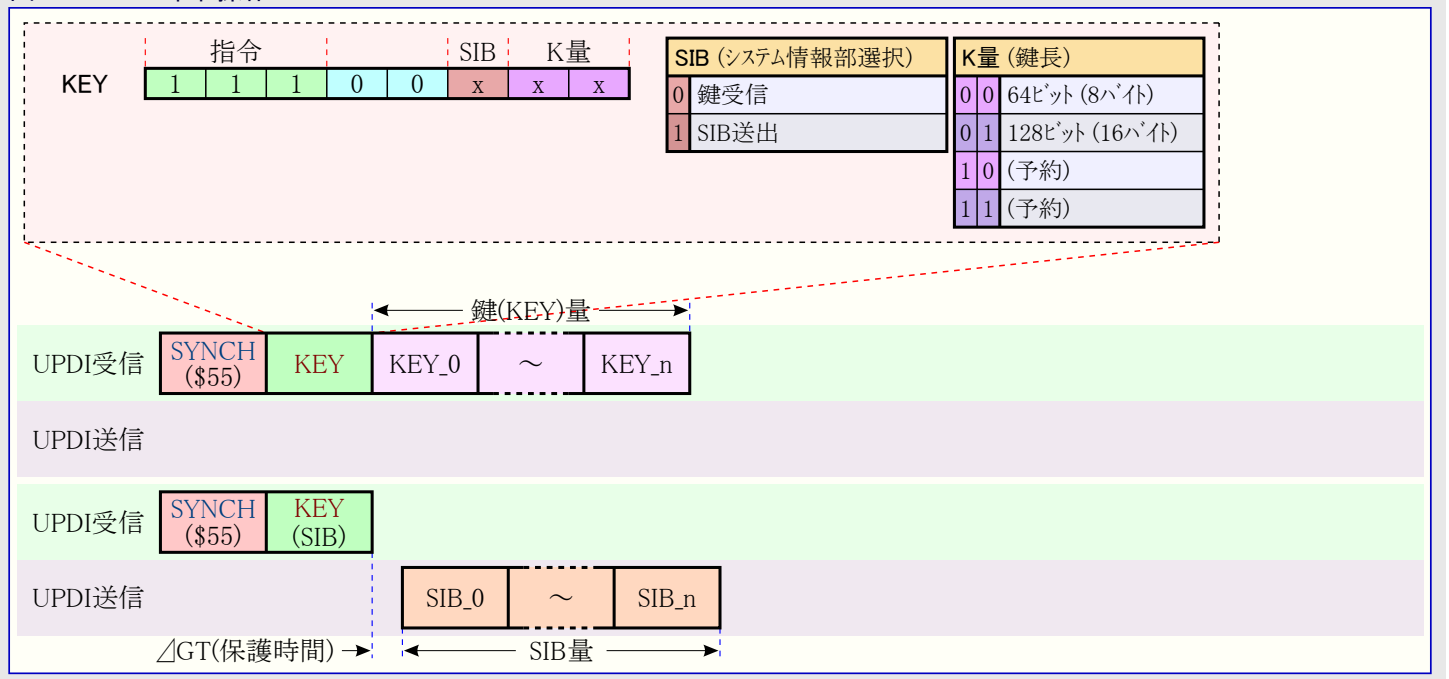 指令 SIB K量
KEY 1 1 1 0 0 x x x
SIB (システム情報部選択)
0 鍵受信
1 SIB送出
K量 (鍵長)
0 0 64ビット (8バイト)
0 1 128ビット (16バイト)
1 0 (予約)
1 1 (予約)
鍵(KEY)量
UPDI受信 SYNCH ($55) KEY KEY_0 ～ KEY_n
UPDI送信
UPDI受信 SYNCH ($55) KEY (SIB)
UPDI送信 SIB_0 ～ SIB_n
⊿GT(保護時間) SIB量